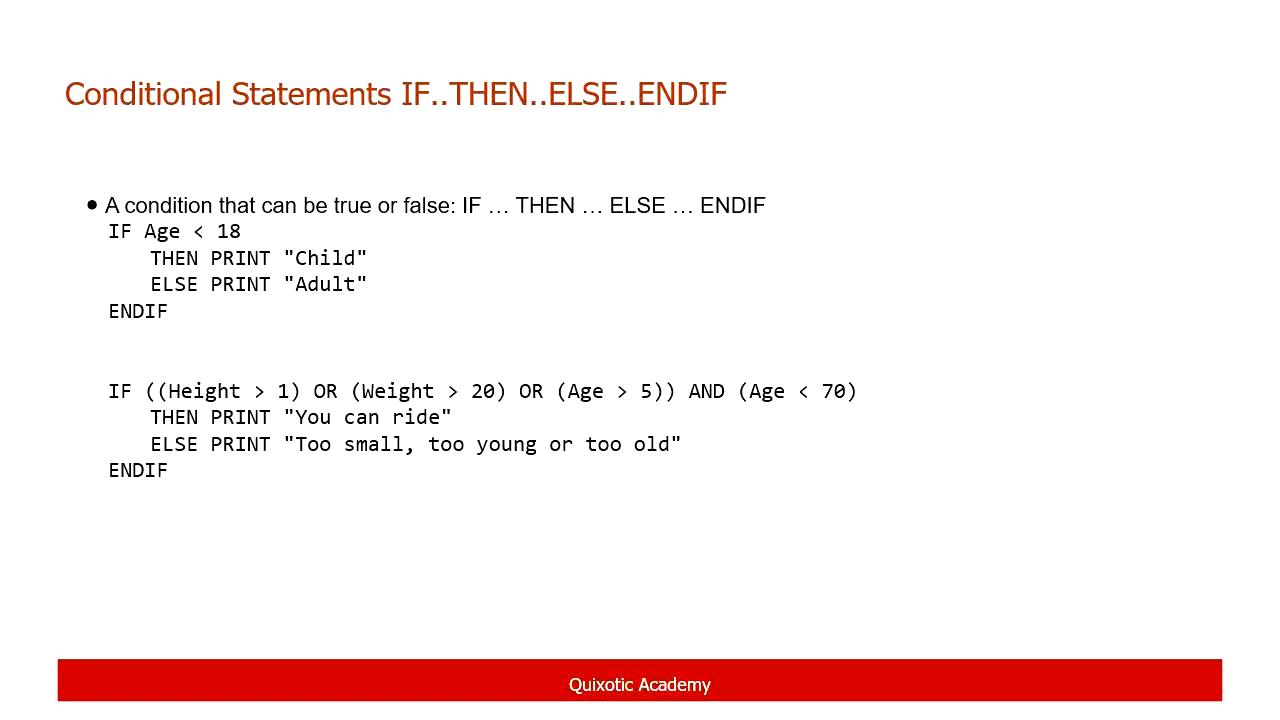 Conditional Statements IF..THEN..ELSE..ENDIF
• A condition that can be true or false: IF … THEN … ELSE … ENDIF
IF Age < 18
THEN PRINT "Child"
ELSE PRINT "Adult"
ENDIF
IF ((Height > 1) OR (Weight > 20) OR (Age > 5)) AND (Age < 70)
THEN PRINT "You can ride"
ELSE PRINT "Too small, too young or too old"
ENDIF
Quixotic Academy